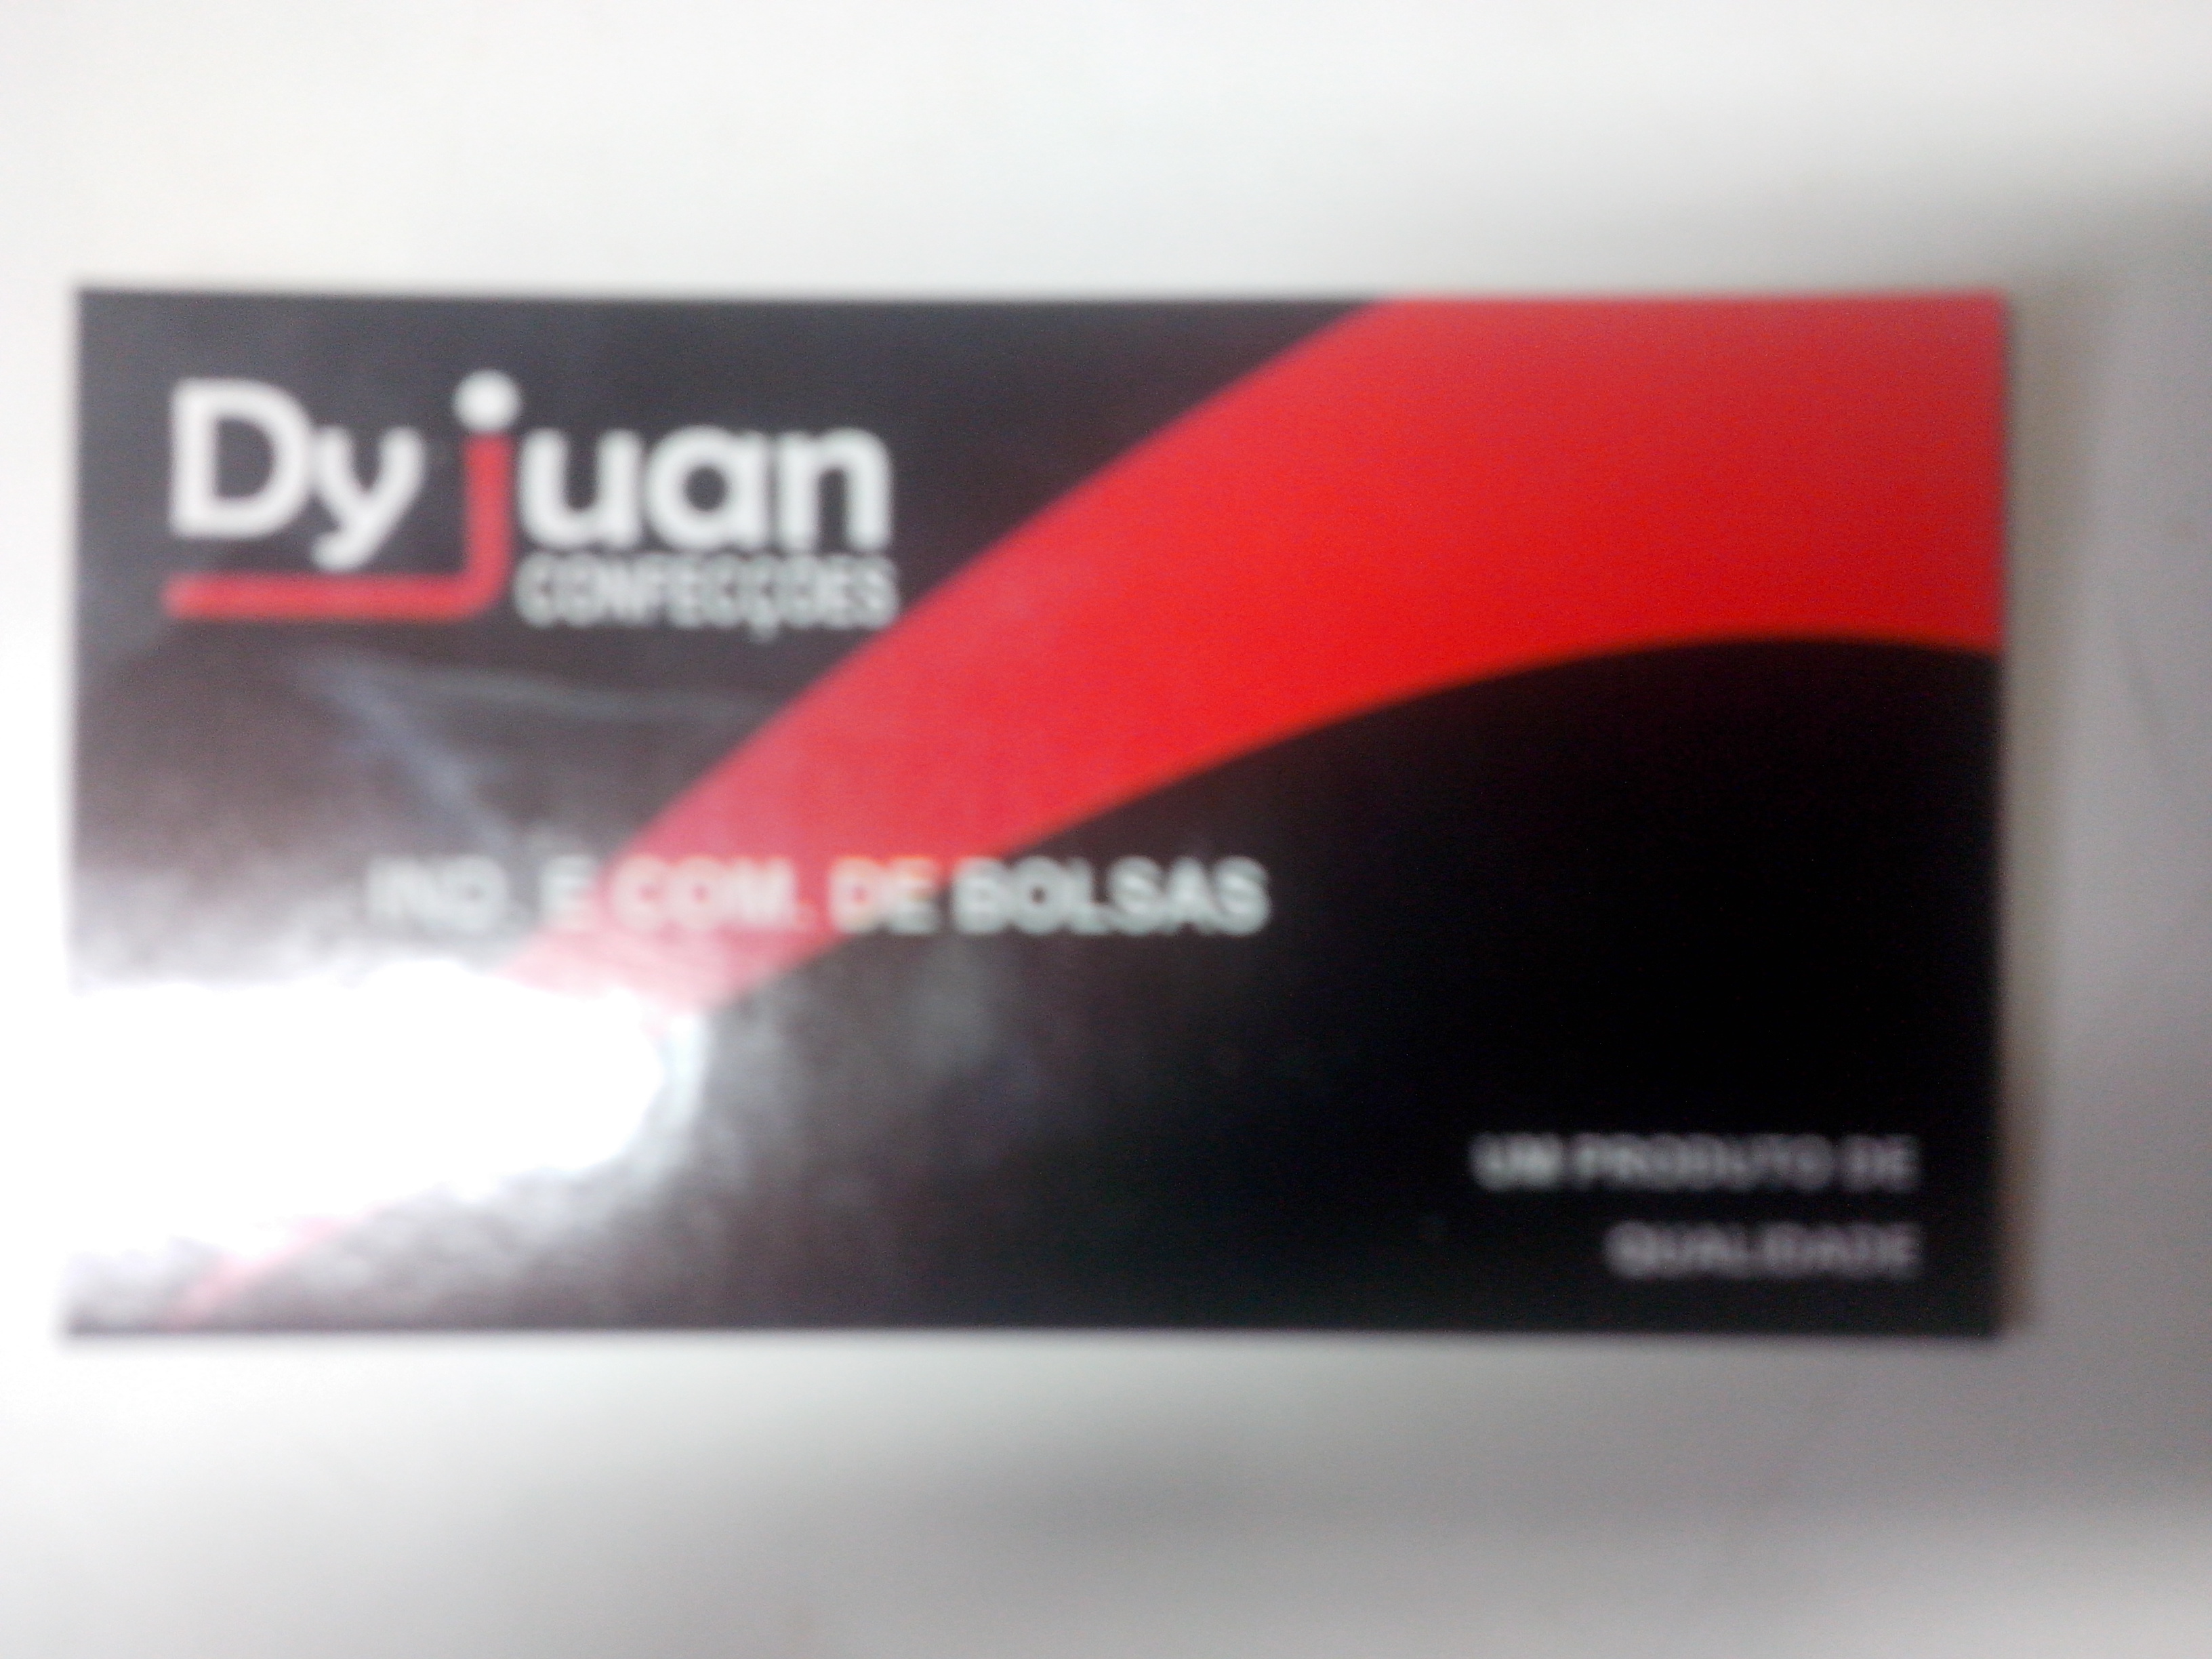 Dyjuan
CONFECÇÕES
IND. E COM. DE BOLSAS
UM PRODUTO DE
QUALIDADE